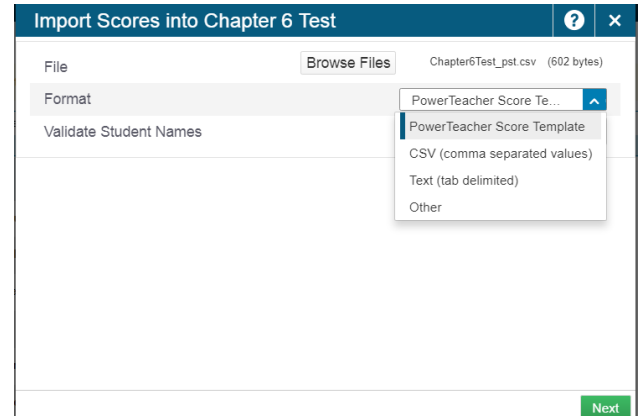 Import Scores into Chapter 6 Test ? ×
File Browse Files Chapter6Test_pst.csv (602 bytes)
Format PowerTeacher Score Te...
Validate Student Names
PowerTeacher Score Template
CSV (comma separated values)
Text (tab delimited)
Other
Next